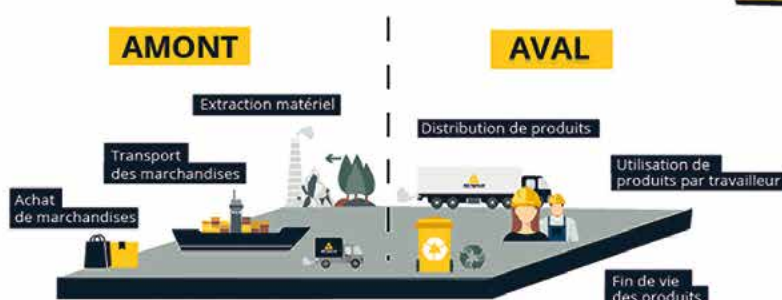 AMONT
AVAL
Extraction matériel
Distribution de produits
Transport
des marchandises
Utilisation de
produits par travailleur
Achat
de marchandises
Fin de vie
des produits